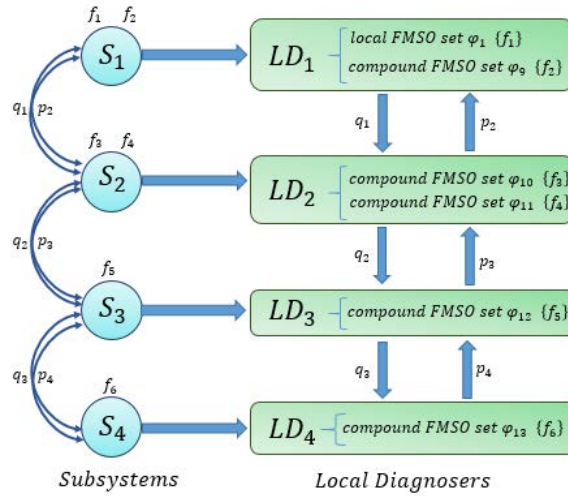 f₁ f₂
S₁
LD₁
local FMSO set φ₁ {f₁}
compound FMSO set φ₉ {f₂}
q₁ p₂
q₁
p₂
f₃ f₄
S₂
LD₂
compound FMSO set φ₁₀ {f₃}
compound FMSO set φ₁₁ {f₄}
q₂ p₃
q₂
p₃
f₅
S₃
LD₃
compound FMSO set φ₁₂ {f₅}
q₃ p₄
q₃
p₄
f₆
S₄
LD₄
compound FMSO set φ₁₃ {f₆}
Subsystems
Local Diagnosers